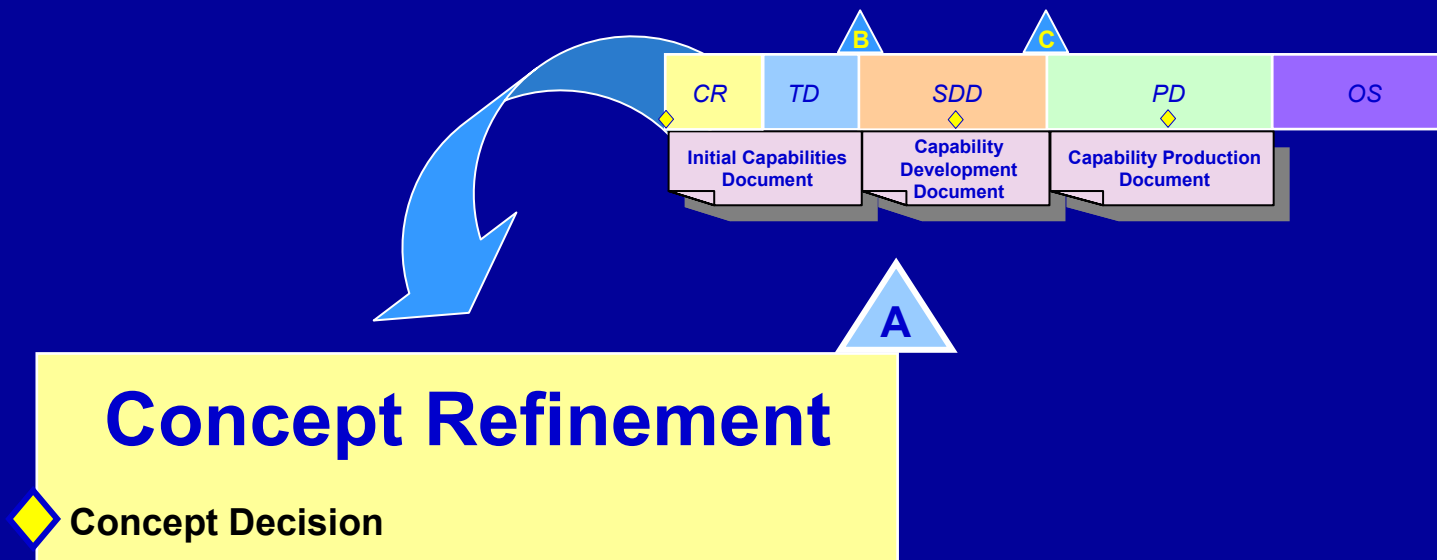 B
C
CR
TD
SDD
PD
OS
Initial Capabilities
Document
Capability
Development
Document
Capability Production
Document
A
Concept Refinement
Concept Decision